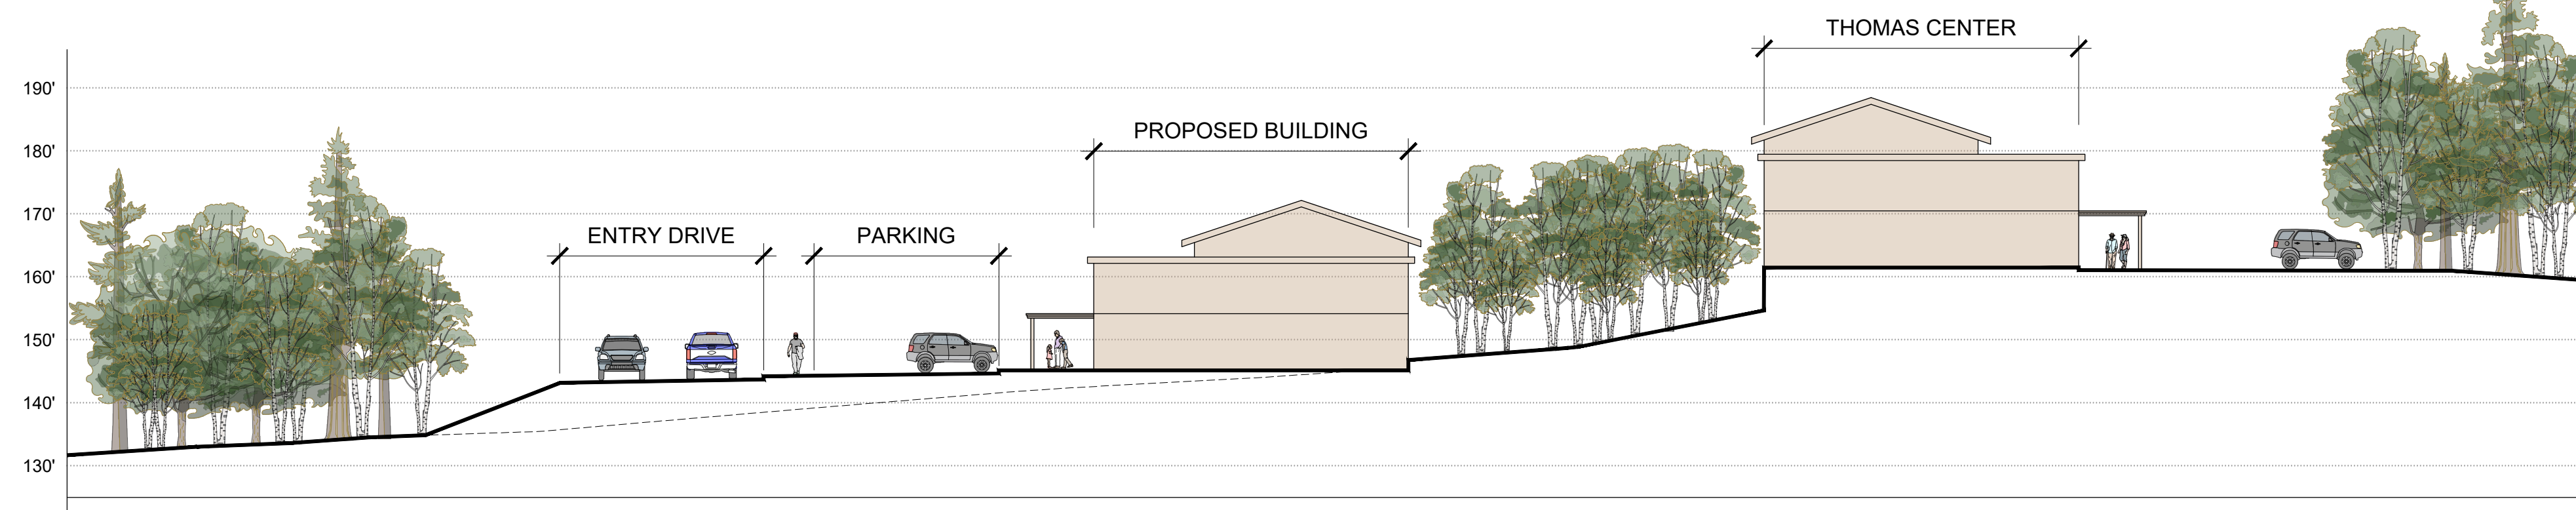 THOMAS CENTER
190'
PROPOSED BUILDING
180'
170'
ENTRY DRIVE
PARKING
160'
150'
140'
130'